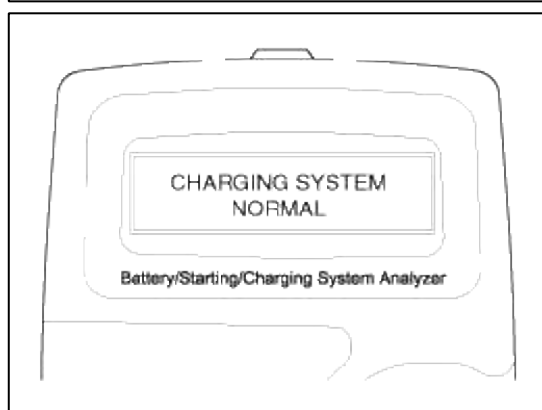 CHARGING SYSTEM
NORMAL
Battery/Starting/Charging System Analyzer